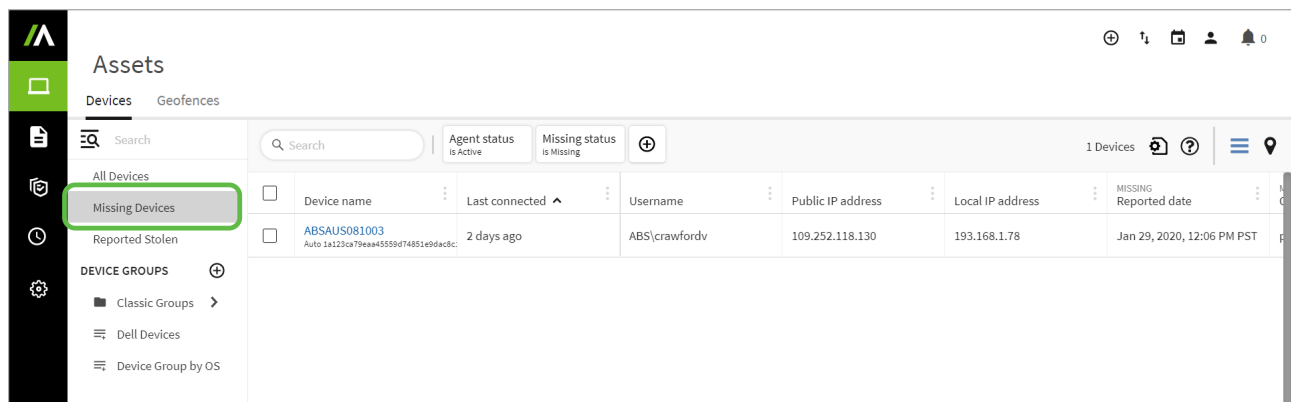 0
Assets
Devices Geofences
Search
Search
Agent status
is Active
Missing status
is Missing
1 Devices
All Devices
Missing Devices
Reported Stolen
DEVICE GROUPS
Classic Groups
Dell Devices
Device Group by OS
Device name Last connected Username Public IP address Local IP address MISSING
Reported date
ABSAUS081003 2 days ago ABS\crawfordv 109.252.118.130 193.168.1.78 Jan 29, 2020, 12:06 PM PST
Auto 1a123ca79eaa45559d74851e9dac8c: